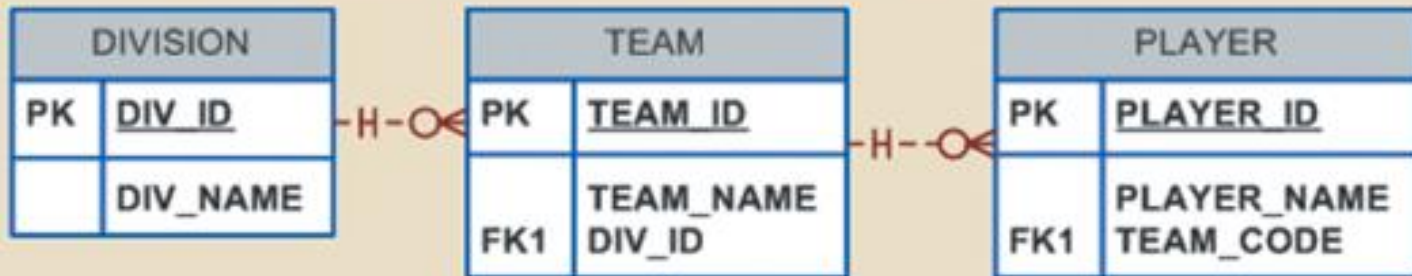 DIVISION
PK DIV_ID
DIV_NAME
TEAM
PK TEAM_ID
TEAM_NAME
FK1 DIV_ID
PLAYER
PK PLAYER_ID
PLAYER_NAME
FK1 TEAM_CODE